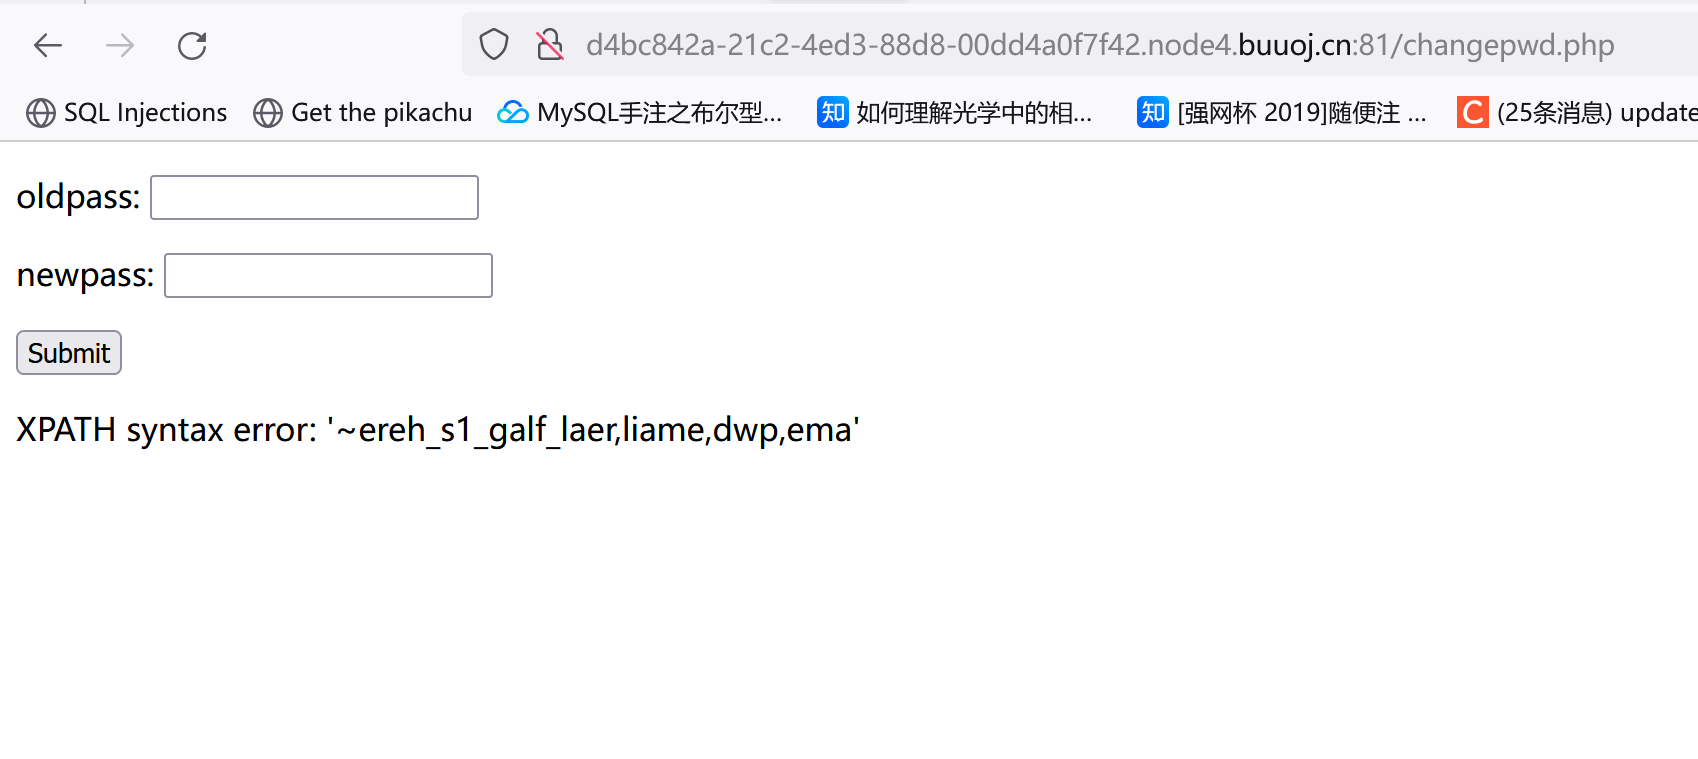 d4bc842a-21c2-4ed3-88d8-00dd4a0f7f42.node4.buuoj.cn:81/changepwd.php
SQL Injections Get the pikachu MySQL手注之布尔型... 知 如何理解光学中的相... 知 [强网杯 2019]随便注 ... C (25条消息) update
oldpass:
newpass:
Submit
XPATH syntax error: '~ereh_s1_galf_laer,liame,dwp,ema'